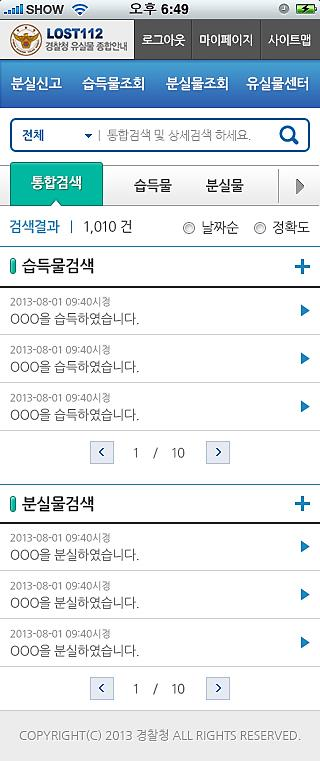 SHOW 오후 6:49
LOST112
경찰청 유실물 종합안내
로그아웃 마이페이지 사이트맵
분실신고 습득물조회 분실물조회 유실물센터
전체 통합검색 및 상세검색 하세요.
통합검색 습득물 분실물
검색결과 | 1,010 건 날짜순 정확도
습득물검색
2013-08-01 09:40시경
OOO을 습득하였습니다.
2013-08-01 09:40시경
OOO을 습득하였습니다.
2013-08-01 09:40시경
OOO을 습득하였습니다.
1 / 10
분실물검색
2013-08-01 09:40시경
OOO을 분실하였습니다.
2013-08-01 09:40시경
OOO을 분실하였습니다.
2013-08-01 09:40시경
OOO을 분실하였습니다.
1 / 10
COPYRIGHT(C) 2013 경찰청 ALL RIGHTS RESERVED.